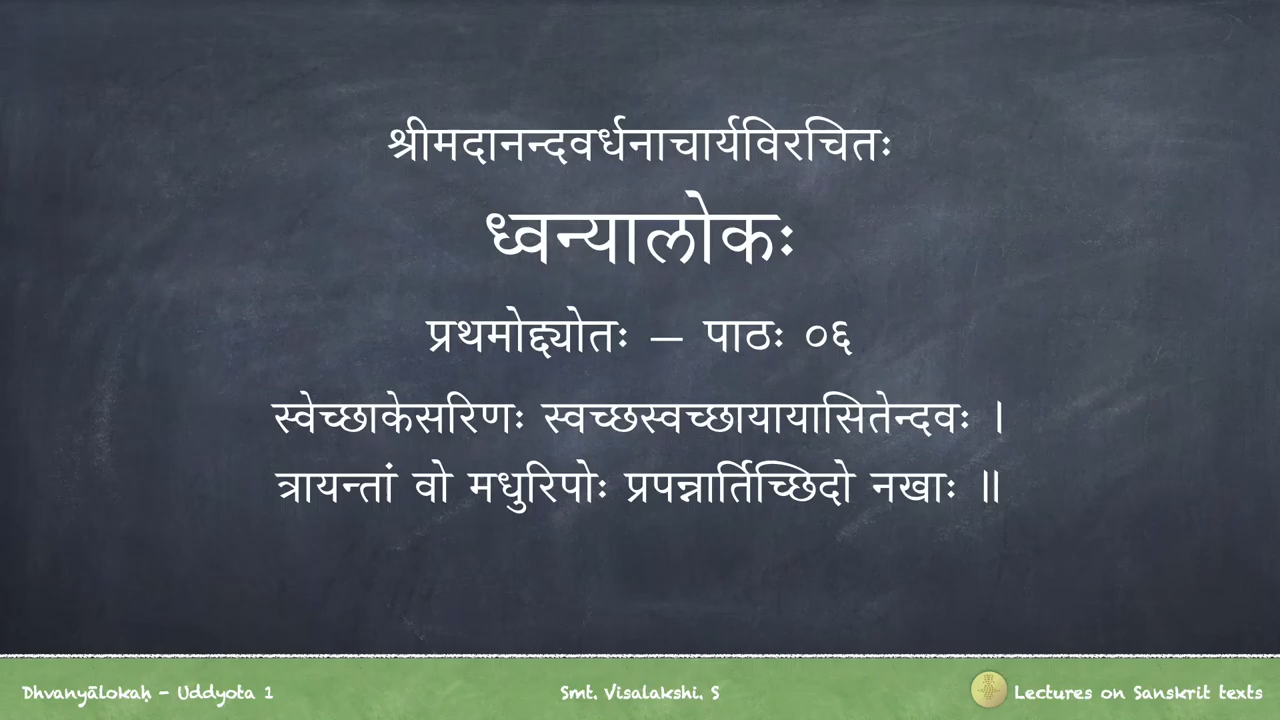 श्रीमदानन्दवर्धनाचार्यविरचितः
ध्वन्यालोकः
प्रथमोद्द्योतः – पाठः ०६
स्वेच्छाकेसरिणः स्वच्छस्वच्छायायासितेन्दवः ।
त्रायन्तां वो मधुरिपोः प्रपन्नार्तिच्छिदो नखाः ॥
Dhvanyālokaḥ - Uddyota 1
Smt. Visalakshi. S
Lectures on Sanskrit texts